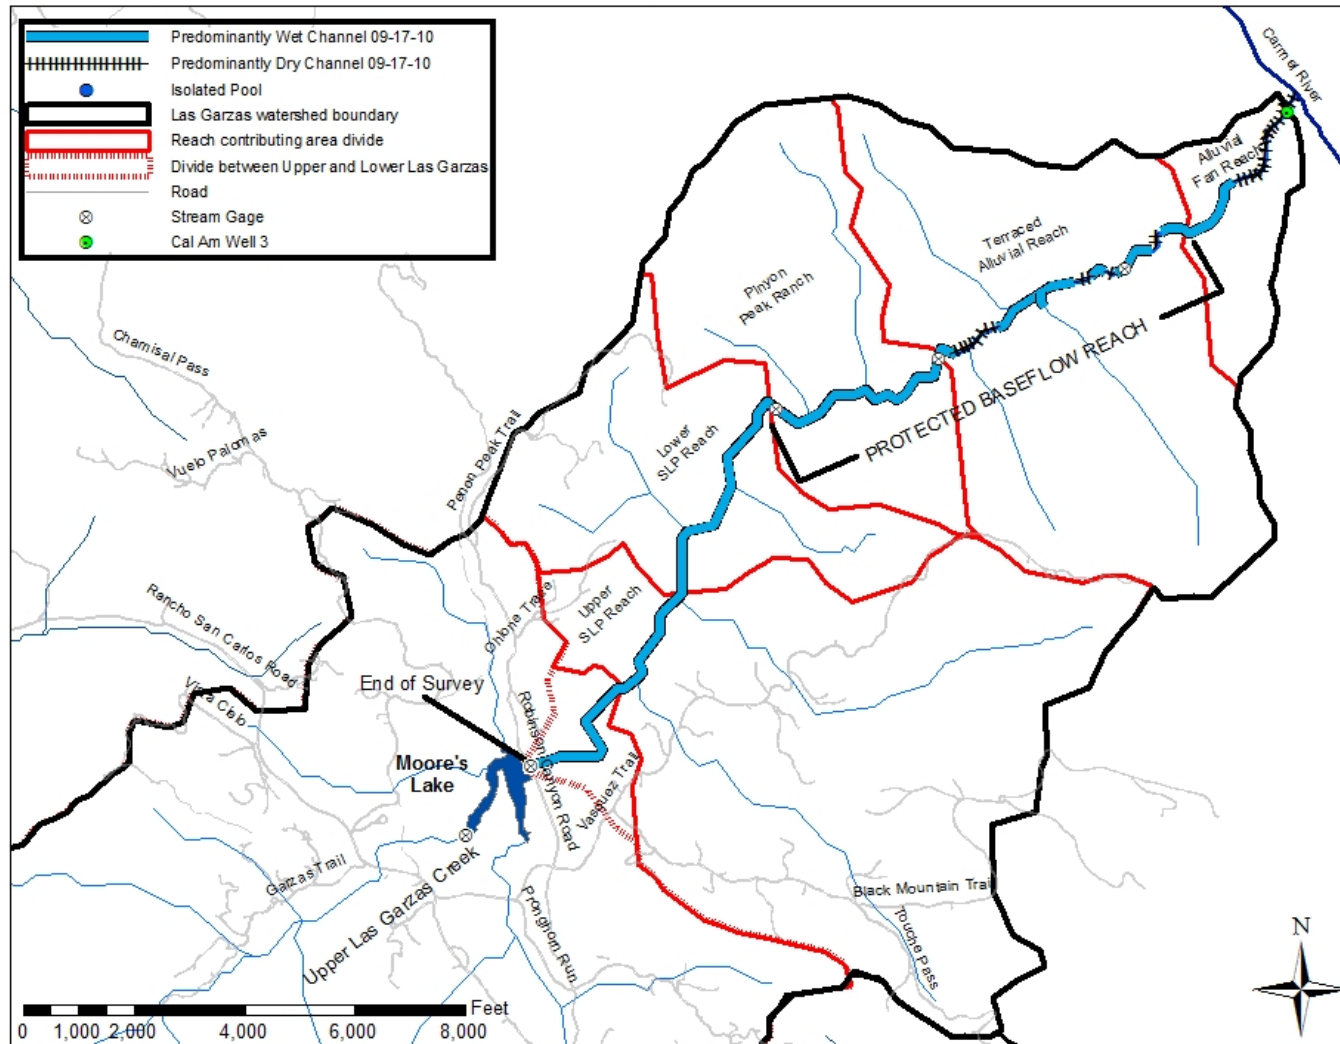 Predominantly Wet Channel 09-17-10
Predominantly Dry Channel 09-17-10
Isolated Pool
Las Garzas watershed boundary
Reach contributing area divide
Divide between Upper and Lower Las Garzas
Road
Stream Gage
Cal Am Well 3
Carmel River
Alluvial
Fan Reach
Terraced
Alluvial Reach
Pinyon
Peak Ranch
PROTECTED BASEFLOW REACH
Chamisal Pass
Vuelo Palomas
Penon Peak Trail
Lower
SLP Reach
Rancho San Carlos Road
Ohlone Trace
Upper
SLP Reach
End of Survey
Vista Cielo
Robinson Canyon Road
Moore's
Lake
Vasquez Trail
Garzas Trail
Upper Las Garzas Creek
Pronghorn Run
Black Mountain Trail
Touche Pass
N
Feet
0 1,000 2,000 4,000 6,000 8,000